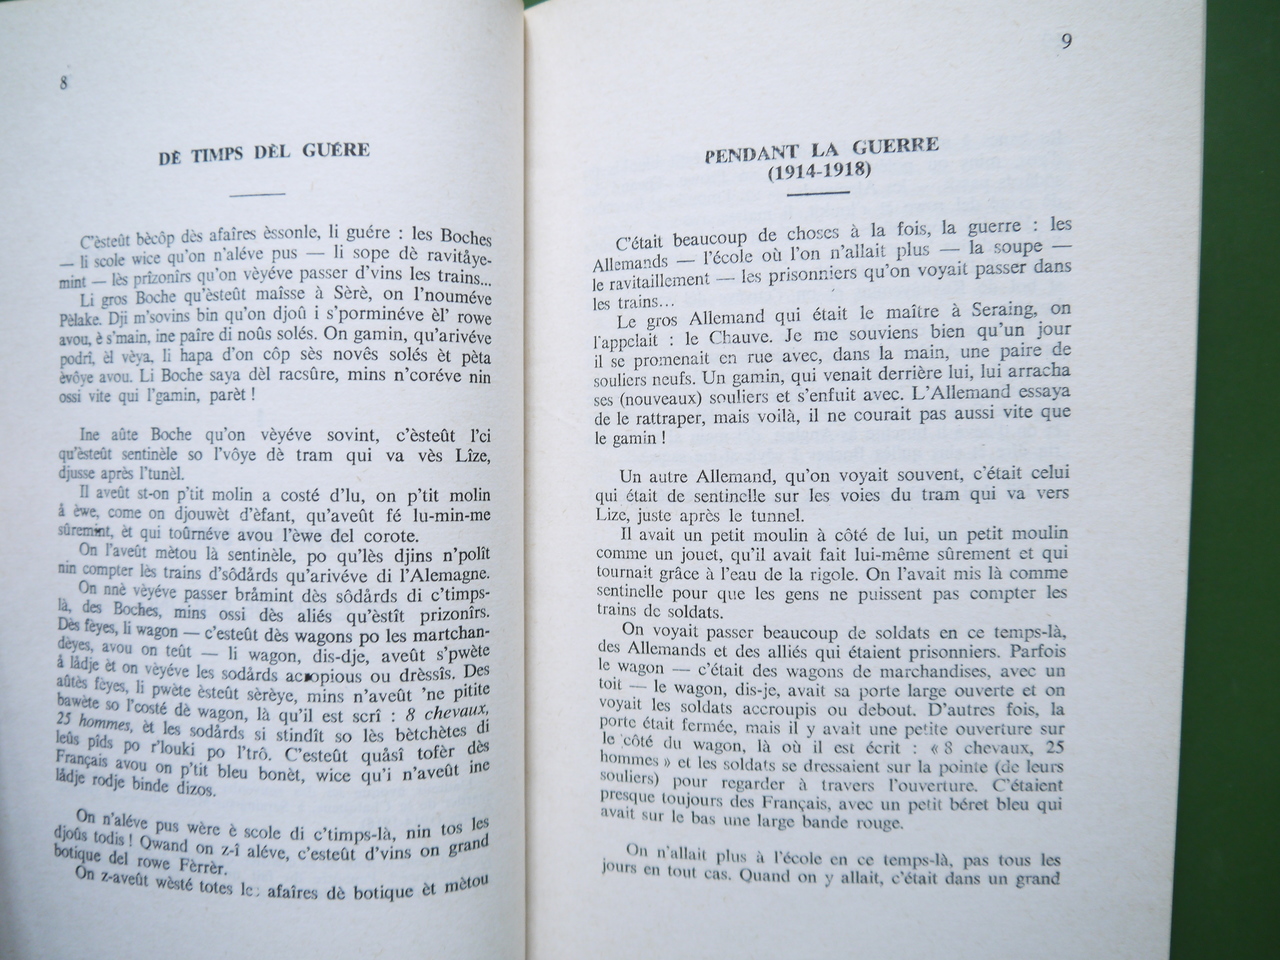 8
DÈ TIMPS DÈL GUÉRE
C'èsteût bècôp dès afaîres èssonle, li guére : les Boches
— li scole wice qu'on n'aléve pus — li sope dè ravitâye-
mint — lès prîzonîrs qu'on vèyéve passer d'vins les trains...
Li gros Boche qu'èsteût maîsse à Sèrè, on l'nouméve
Pèlake. Dji m'sovins bin qu'on djoû i s'porminéve èl' rowe
avou, è s'main, ine paîre di noûs solés. On gamin, qu'arivéve
podrî, èl vèya, li hapa d'on côp sès novês solés èt pèta
èvôye avou. Li Boche saya dèl racsûre, mins n'coréve nin
ossi vite qui l'gamin, parèt !
Ine aûte Boche qu'on vèyéve sovint, c'èsteût l'ci
qu'èsteût sentinèle so l'vôye dè tram qui va vès Lîze,
djusse après l'tunèl.
Il aveût st-on p'tit molin a costé d'lu, on p'tit molin
â èwe, come on djouwèt d'èfant, qu'aveût fé lu-min-me
sûremint, èt qui toûrnéve avou l'èwe del corote.
On l'aveût mètou là sentinèle, po qu'lès djins n'polît
nin compter lès trains d'sôdârds qu'arivéve di l'Alemagne.
On nnè vèyéve passer brâmint dès sôdârds di c'timps-
là, des Boches, mins ossi dès aliés qu'èstît prizonîrs.
Dès fèyes, li wagon — c'esteût dès wagons po les martchan-
dèyes, avou on teût — li wagon, dis-dje, aveût s'pwète
â lâdje èt on vèyéve les sodârds acropious ou drèssîs. Des
aûtès fèyes, li pwète èsteût sèrèye, mins n'aveût 'ne pitite
bawète so l'costé dè wagon, là qu'il est scrî : 8 chevaux,
25 hommes, èt les sodârds si stindît so lès bètchètes di
leûs pîds po r'louki po l'trô. C'esteût quâsî tofèr dès
Français avou on p'tit bleu bonèt, wice qu'i n'aveût ine
lâdje rodje binde dizos.
On n'aléve pus wère è scole di c'timps-là, nin tos les
djoûs todis ! Qwand on z-î aléve, c'esteût d'vins on grand
botique del rowe Fèrrèr.
On z-aveût wèsté totes les afaîres dè botique èt mètou
9
PENDANT LA GUERRE
(1914-1918)
C'était beaucoup de choses à la fois, la guerre : les
Allemands — l'école où l'on n'allait plus — la soupe —
le ravitaillement — les prisonniers qu'on voyait passer dans
les trains...
Le gros Allemand qui était le maître à Seraing, on
l'appelait : le Chauve. Je me souviens bien qu'un jour
il se promenait en rue avec, dans la main, une paire de
souliers neufs. Un gamin, qui venait derrière lui, lui arracha
ses (nouveaux) souliers et s'enfuit avec. L'Allemand essaya
de le rattraper, mais voilà, il ne courait pas aussi vite que
le gamin !
Un autre Allemand, qu'on voyait souvent, c'était celui
qui était de sentinelle sur les voies du tram qui va vers
Lize, juste après le tunnel.
Il avait un petit moulin à côté de lui, un petit moulin
comme un jouet, qu'il avait fait lui-même sûrement et qui
tournait grâce à l'eau de la rigole. On l'avait mis là comme
sentinelle pour que les gens ne puissent pas compter les
trains de soldats.
On voyait passer beaucoup de soldats en ce temps-là,
des Allemands et des alliés qui étaient prisonniers. Parfois
le wagon — c'était des wagons de marchandises, avec un
toit — le wagon, dis-je, avait sa porte large ouverte et on
voyait les soldats accroupis ou debout. D'autres fois, la
porte était fermée, mais il y avait une petite ouverture sur
le côté du wagon, là où il est écrit : « 8 chevaux, 25
hommes » et les soldats se dressaient sur la pointe (de leurs
souliers) pour regarder à travers l'ouverture. C'étaient
presque toujours des Français, avec un petit béret bleu qui
avait sur le bas une large bande rouge.
On n'allait plus à l'école en ce temps-là, pas tous les
jours en tout cas. Quand on y allait, c'était dans un grand